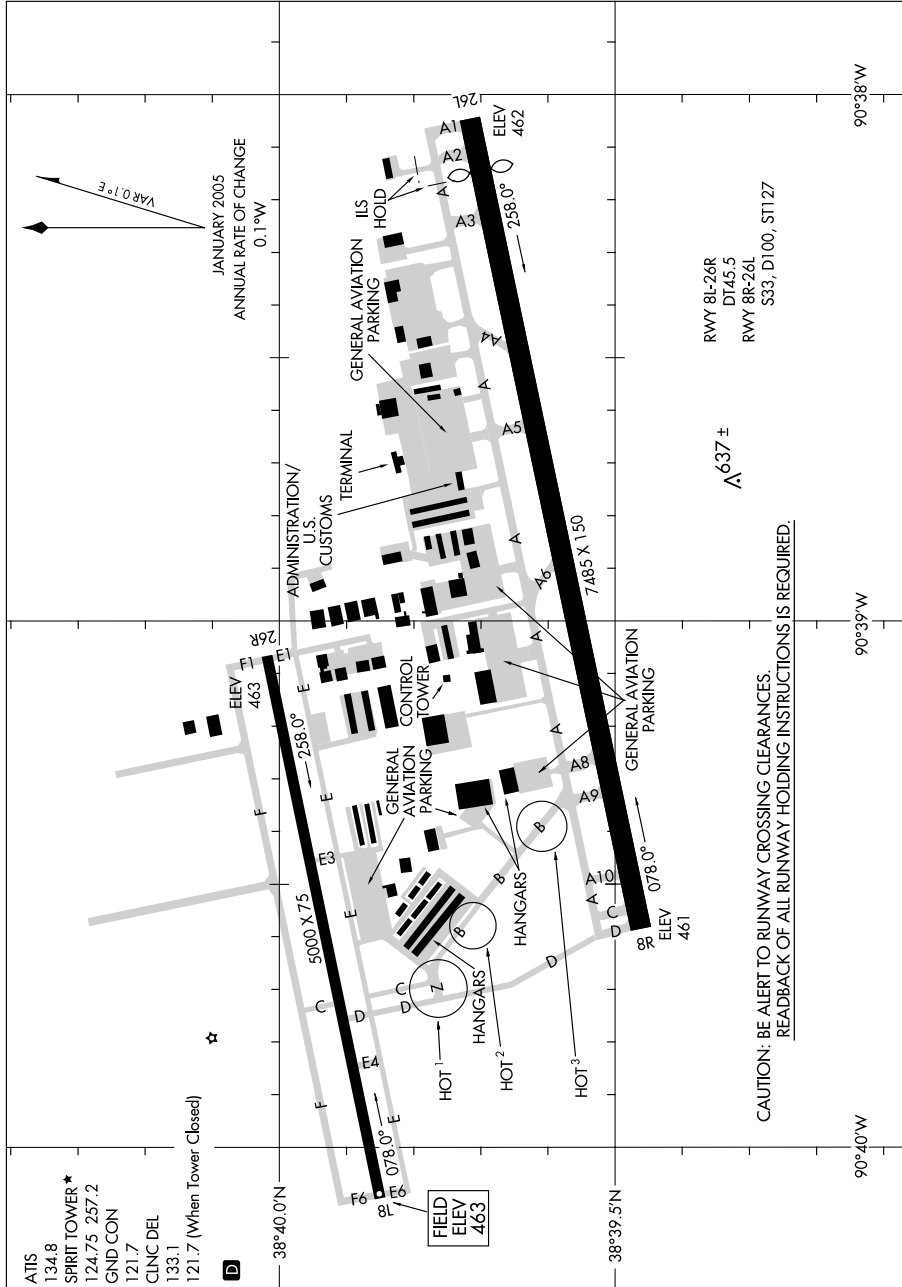 ATIS
134.8
SPIRIT TOWER★
124.75 257.2
GND CON
121.7
CLNC DEL
133.1
121.7 (When Tower Closed)
D
JANUARY 2005
ANNUAL RATE OF CHANGE
0.1°W
VAR 0.1°E
38°40.0'N
38°39.5'N
90°40'W
90°39'W
90°38'W
FIELD
ELEV
463
F6
E6
8L
078.0°
5000 X 75
258.0°
ELEV
463
F1
26R
E1
F
F
E
E
E
E
E3
E4
C
D
C
D
Z
B
B
B
D
D
C
A
A10
A9
A8
A
A
A6
A
A5
A
A4
A3
A
A2
A1
26L
ELEV
462
258.0°
7485 X 150
078.0°
8R
ELEV
461
HOT 1
HOT 2
HOT 3
HANGARS
HANGARS
GENERAL
AVIATION
PARKING
CONTROL
TOWER
ADMINISTRATION/
U.S.
CUSTOMS
TERMINAL
GENERAL AVIATION
PARKING
ILS
HOLD
GENERAL AVIATION
PARKING
637 ±
RWY 8L-26R
DT45.5
RWY 8R-26L
S33, D100, ST127
CAUTION: BE ALERT TO RUNWAY CROSSING CLEARANCES.
READBACK OF ALL RUNWAY HOLDING INSTRUCTIONS IS REQUIRED.